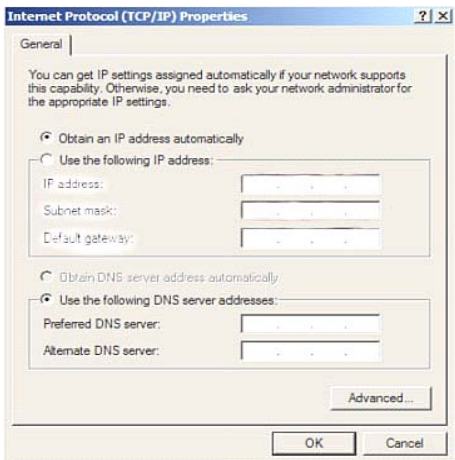 Internet Protocol (TCP/IP) Properties
General
You can get IP settings assigned automatically if your network supports
this capability. Otherwise, you need to ask your network administrator for
the appropriate IP settings.
Obtain an IP address automatically
Use the following IP address:
IP address:
Subnet mask:
Default gateway:
Obtain DNS server address automatically
Use the following DNS server addresses:
Preferred DNS server:
Alternate DNS server:
Advanced...
OK Cancel